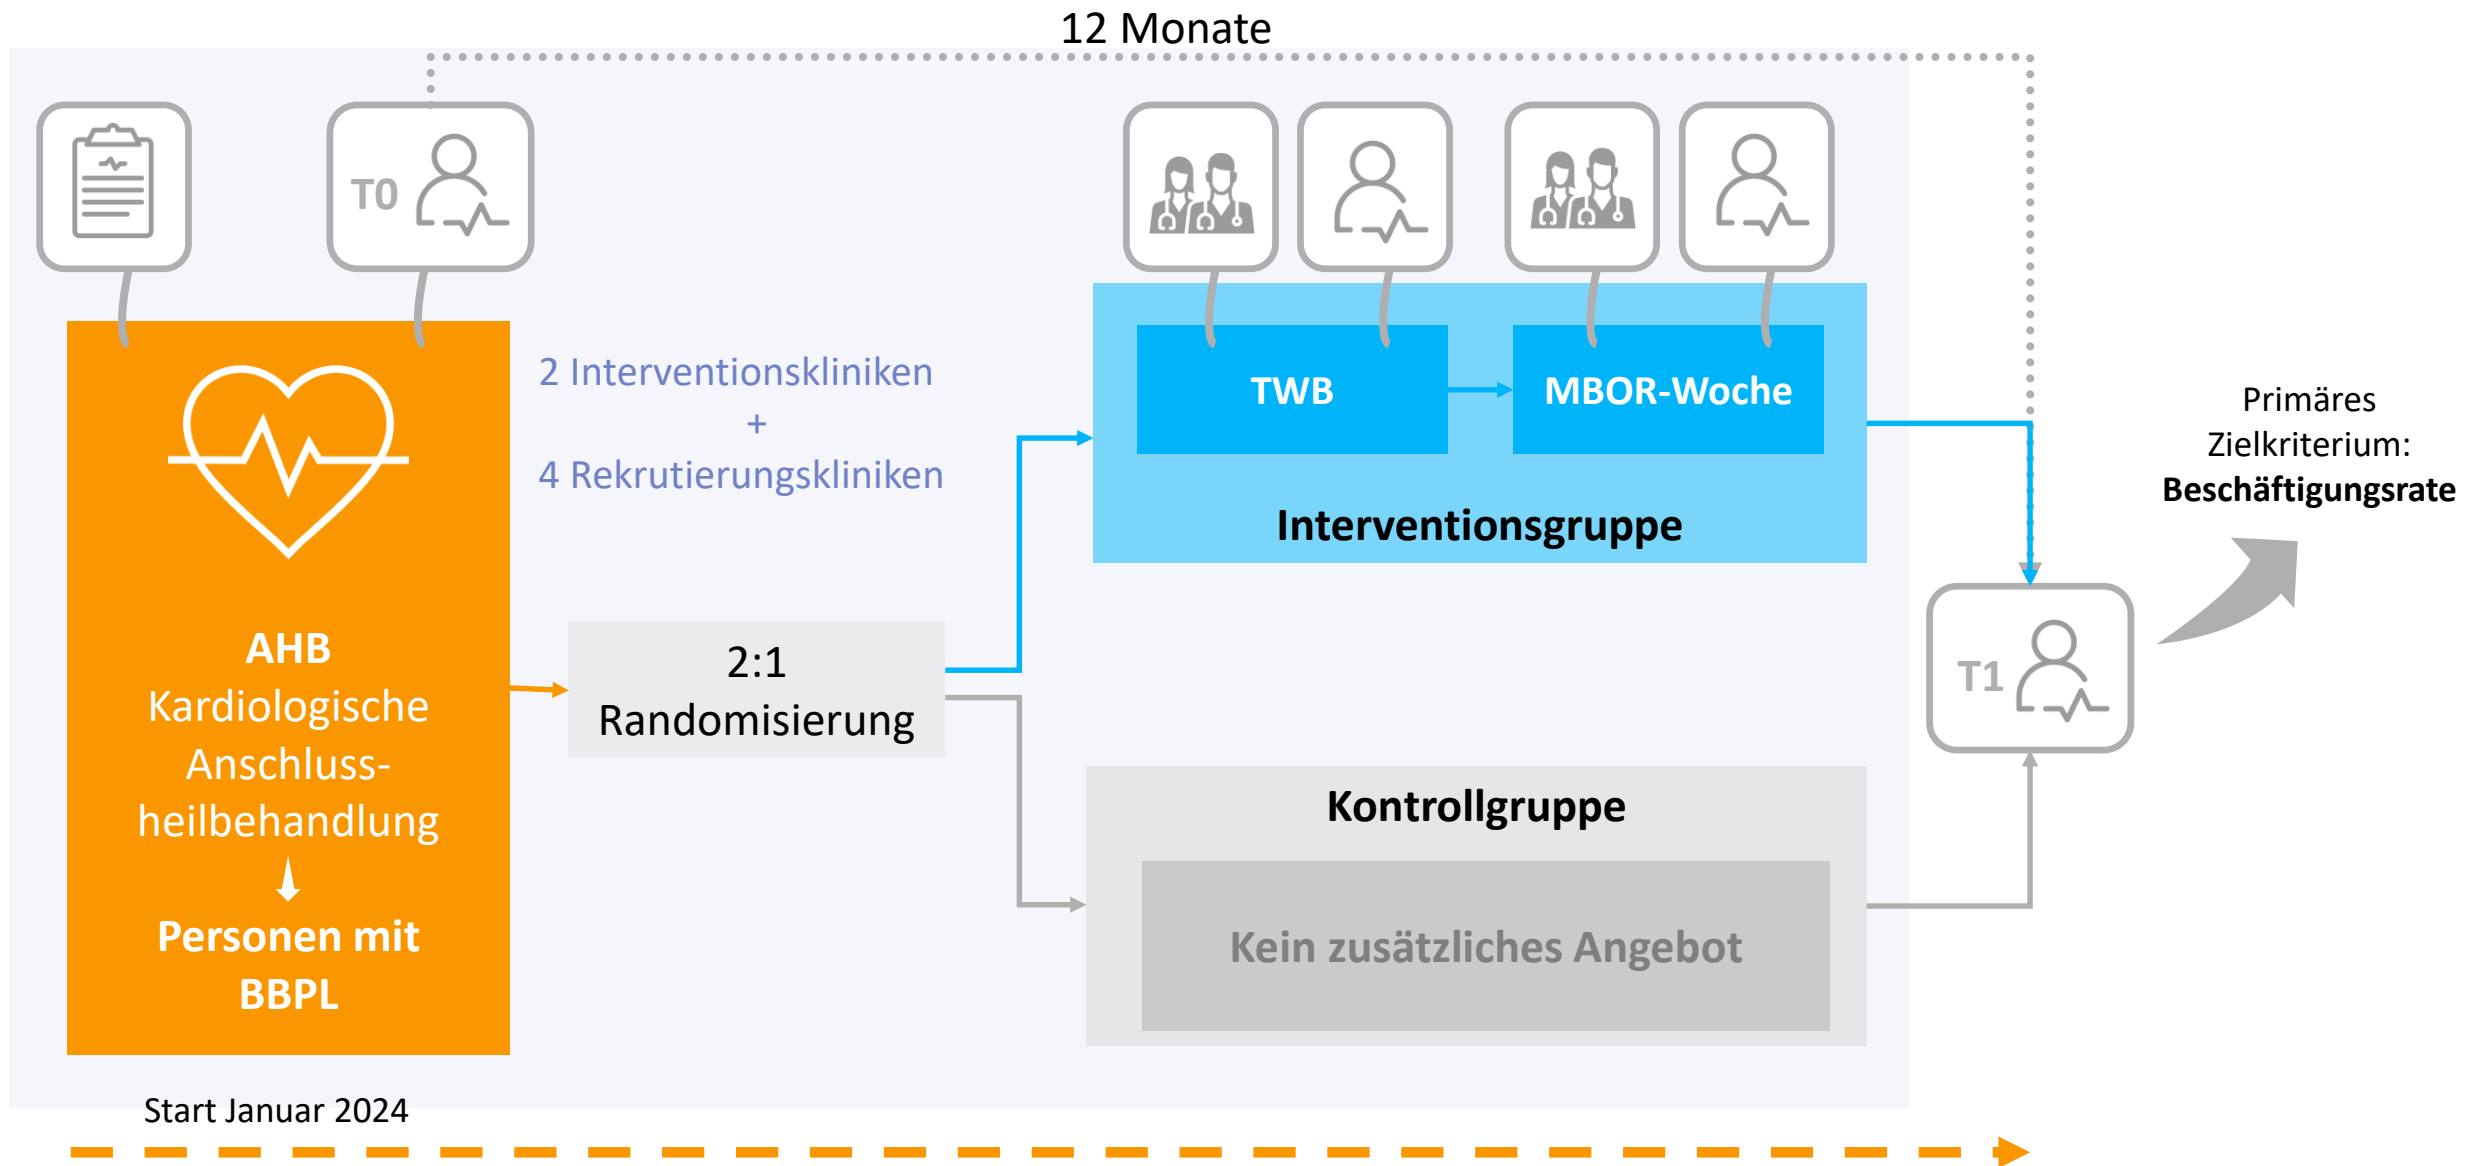 12 Monate
T0
2 Interventionskliniken
+
4 Rekrutierungskliniken
AHB
Kardiologische
Anschluss-
heilbehandlung
Personen mit
BBPL
2:1
Randomisierung
TWB
MBOR-Woche
Interventionsgruppe
Kontrollgruppe
Kein zusätzliches Angebot
T1
Primäres
Zielkriterium:
Beschäftigungsrate
Start Januar 2024